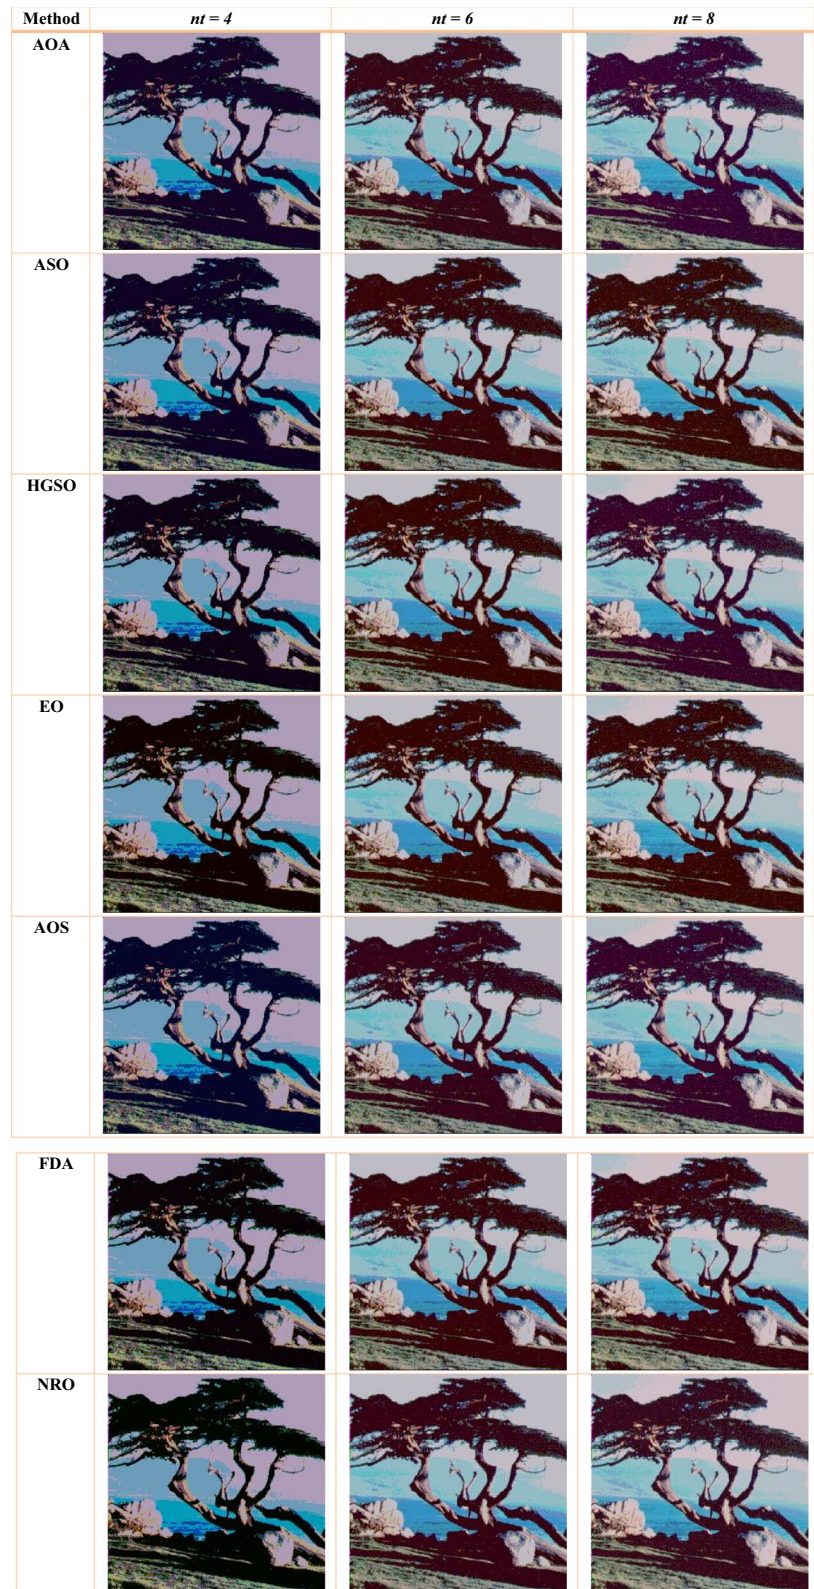 Method nt = 4 nt = 6 nt = 8
AOA
ASO
HGSO
EO
AOS
FDA
NRO